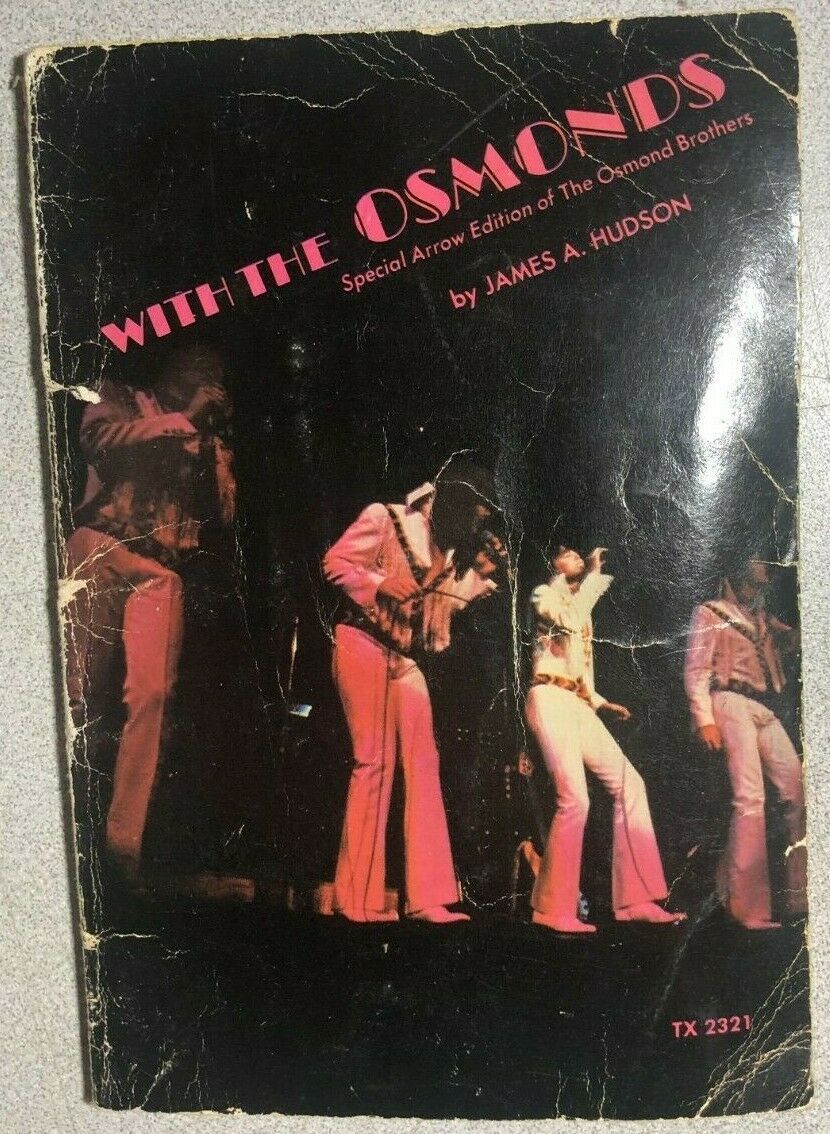 WITH THE OSMONDS
Special Arrow Edition of The Osmond Brothers
by JAMES A. HUDSON
TX 2321